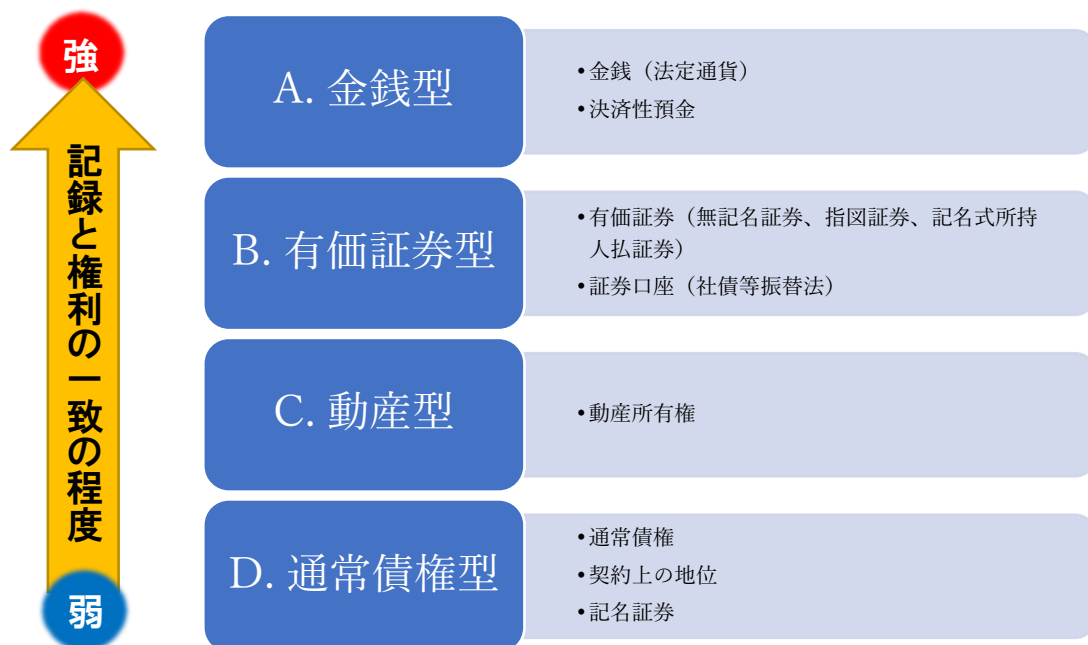 強
記録と権利の一致の程度
弱
A. 金銭型
•金銭（法定通貨）
•決済性預金
B. 有価証券型
•有価証券（無記名証券、指図証券、記名式所持
人払証券）
•証券口座（社債等振替法）
C. 動産型
•動産所有権
D. 通常債権型
•通常債権
•契約上の地位
•記名証券